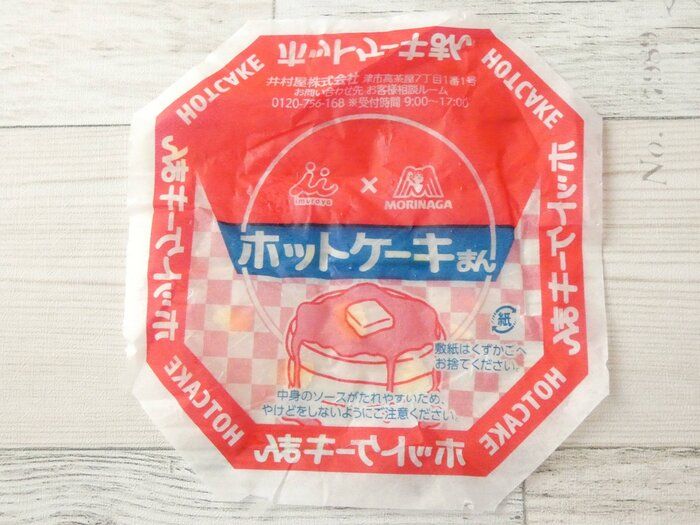 ホットケーキまん
HOTCAKE
HOTCAKE
井村屋株式会社 津市高茶屋7丁目1番1号
お問い合わせ先 お客様相談ルーム
0120-756-168 ※受付時間 9:00〜17:00
ホットケーキまん
ホットケーキまん
imuraya × MORINAGA
ホットケーキまん
紙
敷紙はくずかごへ
お捨てください。
中身のソースがたれやすいため、
やけどをしないようにご注意ください。
HOTCAKE
HOTCAKE
ホットケーキまん
No.